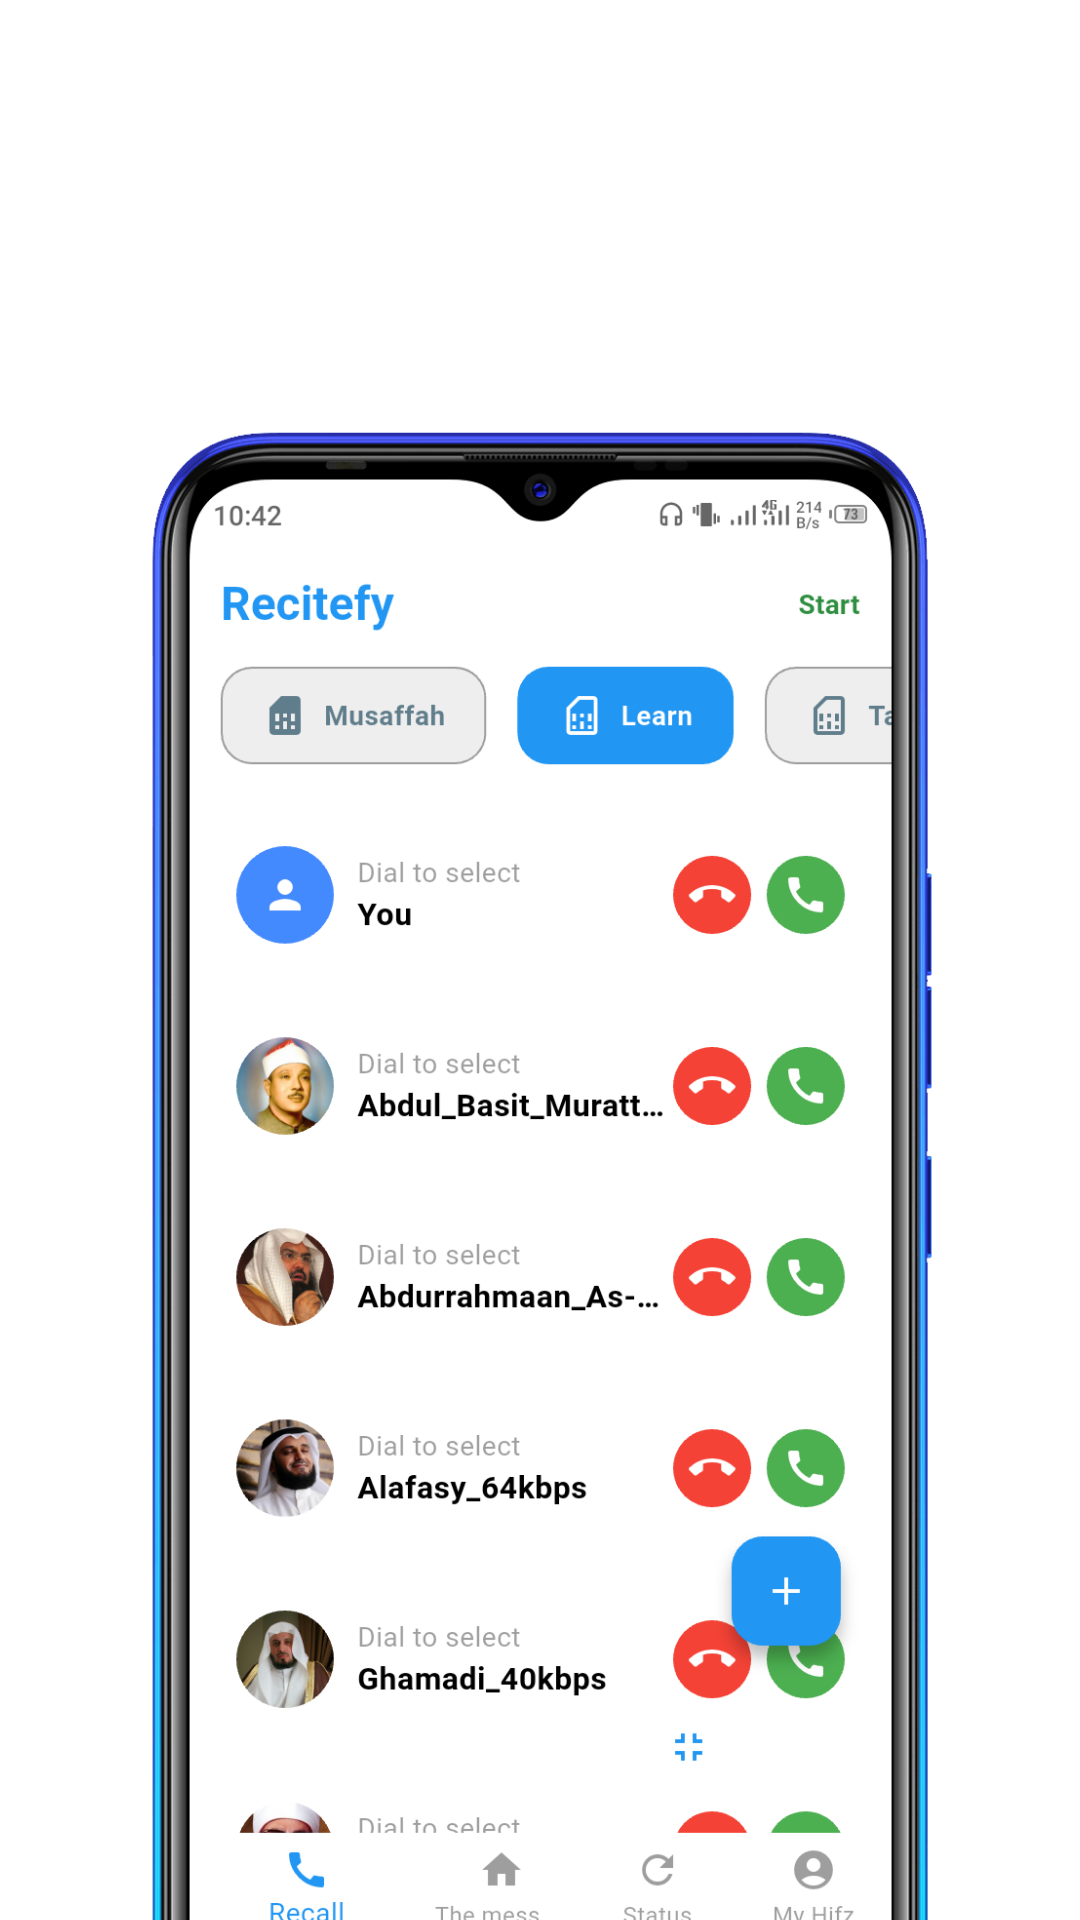 10:42
4G
214
B/s
73
Recitefy
Start
Musaffah
Learn
Ta
Dial to select
You
Dial to select
Abdul_Basit_Muratt...
Dial to select
Abdurrahmaan_As-...
Dial to select
Alafasy_64kbps
Dial to select
Ghamadi_40kbps
Dial to select
Recall
The mess
Status
My Hifz